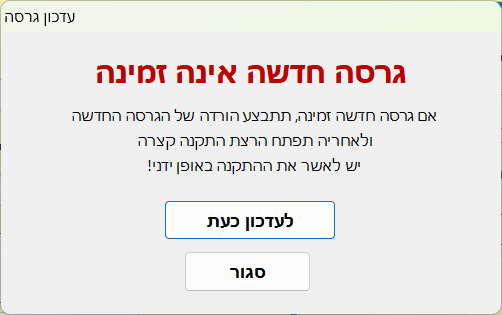 עדכון גרסה
גרסה חדשה אינה זמינה
אם גרסה חדשה זמינה, תתבצע הורדה של הגרסה החדשה
ולאחריה תפתח הרצת התקנה קצרה
יש לאשר את ההתקנה באופן ידני!
לעדכון כעת
סגור